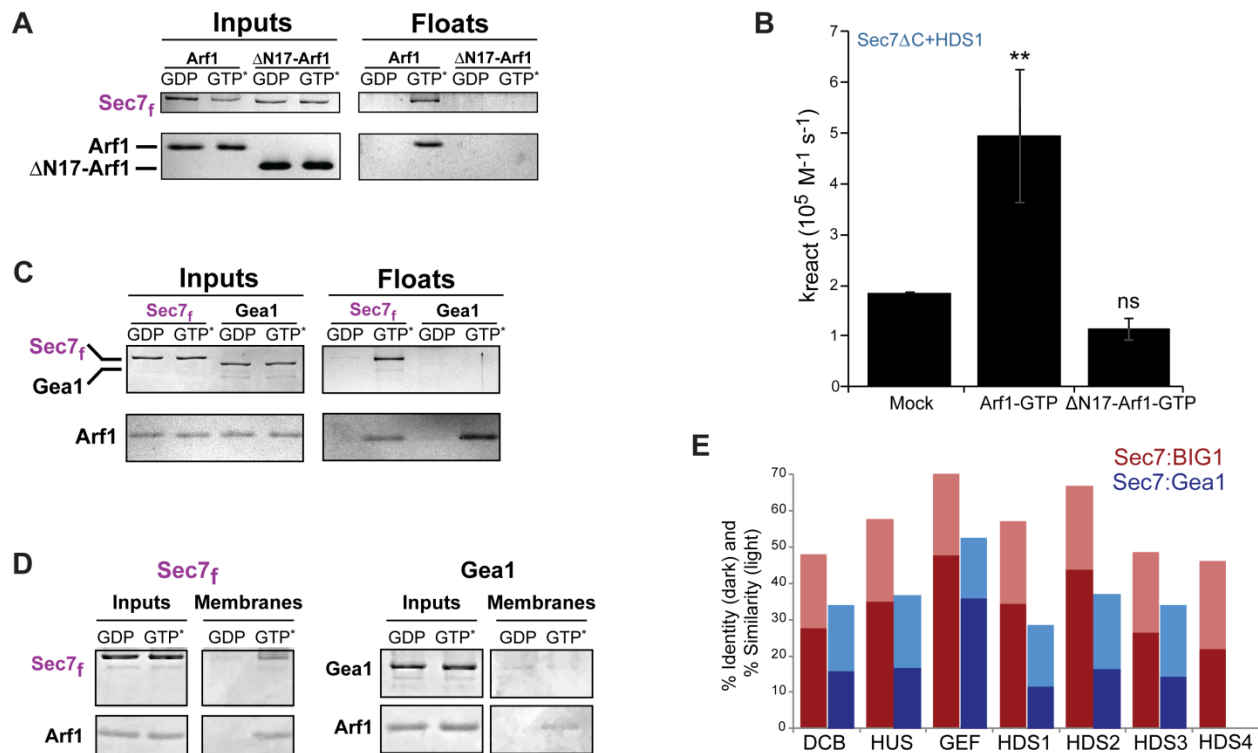 A
Inputs Floats
Arf1 ΔN17-Arf1 Arf1 ΔN17-Arf1
GDP GTP* GDP GTP* GDP GTP* GDP GTP*
Sec7f
Arf1
ΔN17-Arf1
B
Sec7ΔC+HDS1
kreact (10^5 M^-1 s^-1)
7
6
5
4
3
2
1
0
**
ns
Mock Arf1-GTP ΔN17-Arf1-GTP
C
Inputs Floats
Sec7f Gea1 Sec7f Gea1
GDP GTP* GDP GTP* GDP GTP* GDP GTP*
Sec7f
Gea1
Arf1
D
Sec7f
Inputs Membranes
GDP GTP* GDP GTP*
Sec7f
Arf1
Gea1
Inputs Membranes
GDP GTP* GDP GTP*
Gea1
Arf1
E
Sec7:BIG1
Sec7:Gea1
% Identity (dark) and
% Similarity (light)
70
60
50
40
30
20
10
0
DCB HUS GEF HDS1 HDS2 HDS3 HDS4